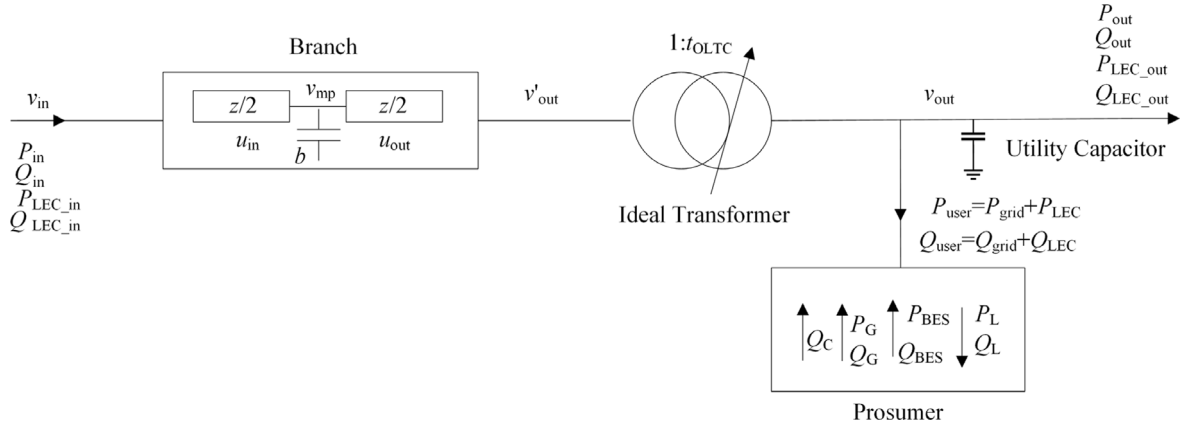 Branch
v_in
z/2
v_mp
z/2
u_in
b
u_out
P_in
Q_in
P_LEC_in
Q_LEC_in
v'_out
1:t_OLTC
Ideal Transformer
v_out
P_out
Q_out
P_LEC_out
Q_LEC_out
Utility Capacitor
P_user=P_grid+P_LEC
Q_user=Q_grid+Q_LEC
Q_C
P_G
Q_G
P_BES
Q_BES
P_L
Q_L
Prosumer